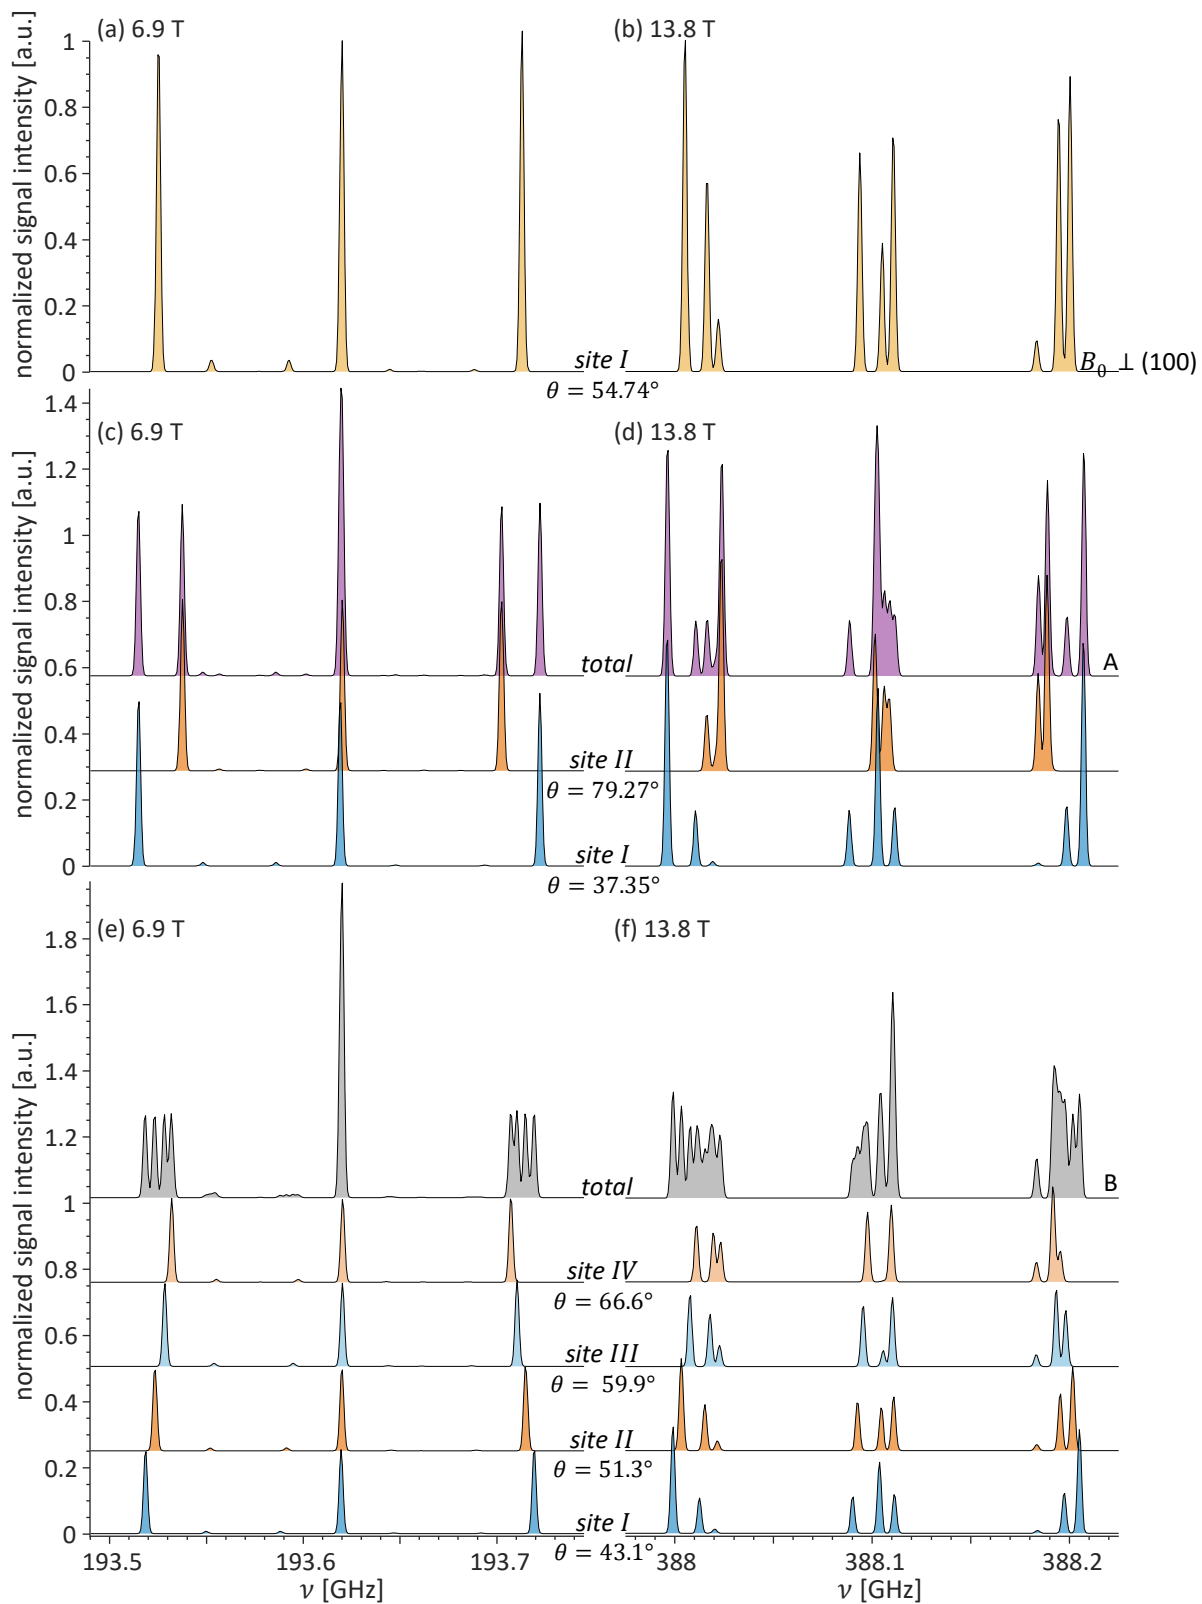 (a) 6.9 T
(b) 13.8 T
normalized signal intensity [a.u.]
1
0.8
0.6
0.4
0.2
0
site I
θ = 54.74°
B₀ ⊥ (100)
(c) 6.9 T
(d) 13.8 T
normalized signal intensity [a.u.]
1.4
1.2
1
0.8
0.6
0.4
0.2
0
total
A
site II
θ = 79.27°
site I
θ = 37.35°
(e) 6.9 T
(f) 13.8 T
normalized signal intensity [a.u.]
1.8
1.6
1.4
1.2
1
0.8
0.6
0.4
0.2
0
total
B
site IV
θ = 66.6°
site III
θ = 59.9°
site II
θ = 51.3°
site I
θ = 43.1°
193.5 193.6 193.7
388 388.1 388.2
ν [GHz]
ν [GHz]